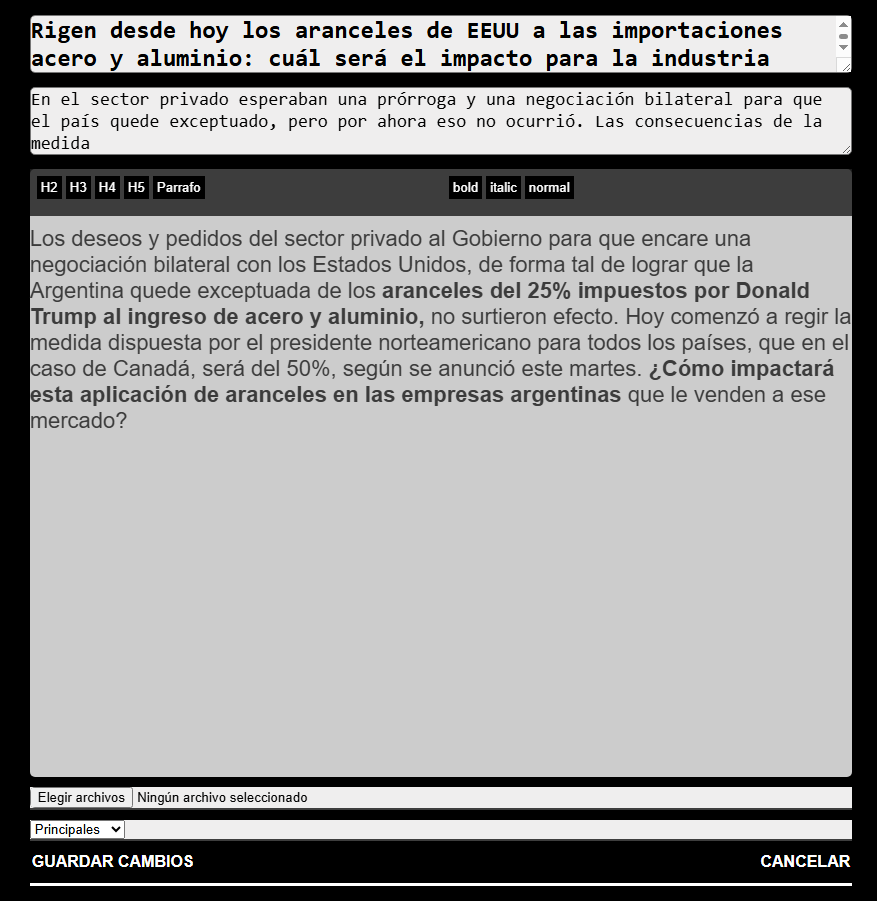 Rigen desde hoy los aranceles de EEUU a las importaciones
acero y aluminio: cuál será el impacto para la industria
En el sector privado esperaban una prórroga y una negociación bilateral para que
el país quede exceptuado, pero por ahora eso no ocurrió. Las consecuencias de la
medida
H2 H3 H4 H5 Parrafo bold italic normal
Los deseos y pedidos del sector privado al Gobierno para que encare una
negociación bilateral con los Estados Unidos, de forma tal de lograr que la
Argentina quede exceptuada de los aranceles del 25% impuestos por Donald
Trump al ingreso de acero y aluminio, no surtieron efecto. Hoy comenzó a regir la
medida dispuesta por el presidente norteamericano para todos los países, que en el
caso de Canadá, será del 50%, según se anunció este martes. ¿Cómo impactará
esta aplicación de aranceles en las empresas argentinas que le venden a ese
mercado?
Elegir archivos Ningún archivo seleccionado
Principales
GUARDAR CAMBIOS CANCELAR